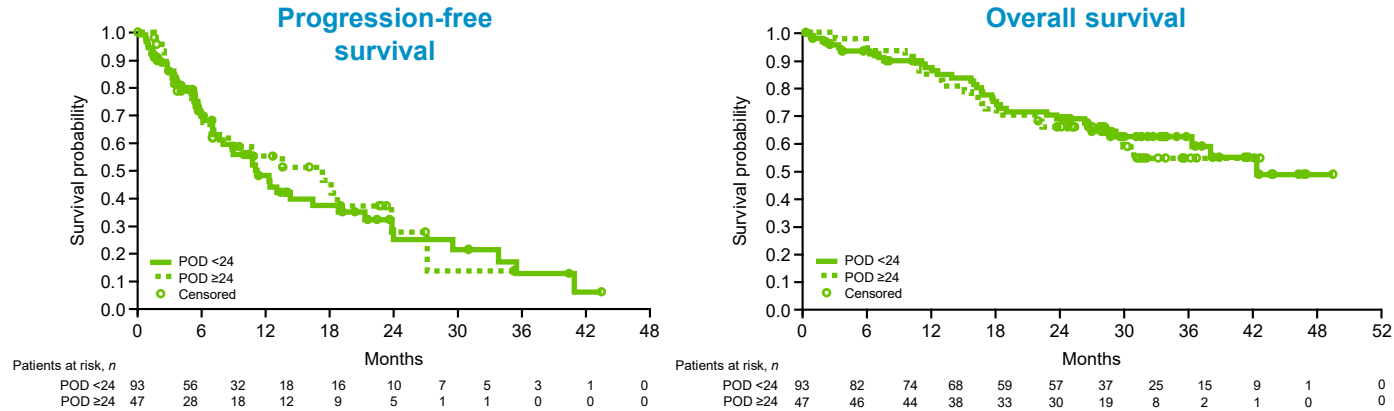 Progression-free
survival
1.0
0.9
0.8
0.7
0.6
0.5
0.4
0.3
0.2
0.1
0.0
Survival probability
POD <24
POD ≥24
Censored
0 6 12 18 24 30 36 42 48
Months
Patients at risk, n
POD <24 93 56 32 18 16 10 7 5 3 1 0
POD ≥24 47 28 18 12 9 5 1 1 0 0 0
Overall survival
1.0
0.9
0.8
0.7
0.6
0.5
0.4
0.3
0.2
0.1
0.0
Survival probability
POD <24
POD ≥24
Censored
0 6 12 18 24 30 36 42 48 52
Months
Patients at risk, n
POD <24 93 82 74 68 59 57 37 25 15 9 1 0
POD ≥24 47 46 44 38 33 30 19 8 2 1 0 0